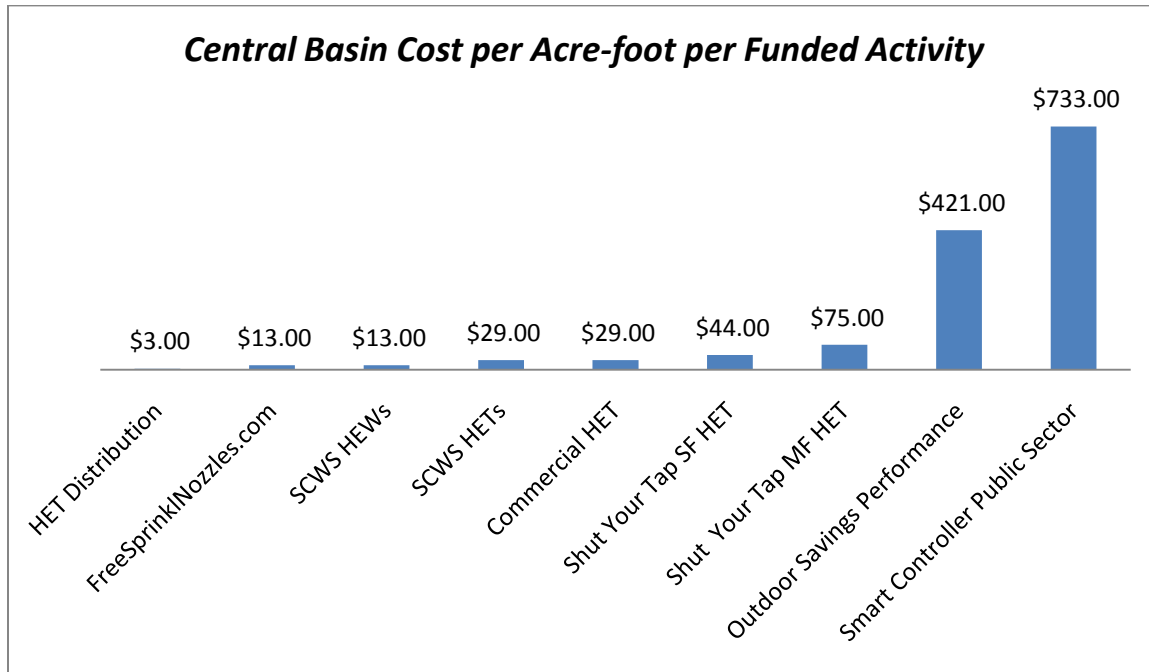 Central Basin Cost per Acre-foot per Funded Activity
$3.00
$13.00
$13.00
$29.00
$29.00
$44.00
$75.00
$421.00
$733.00
HET Distribution
FreeSprinklNozzles.com
SCWS HEWs
SCWS HETs
Commercial HET
Shut Your Tap SF HET
Shut  Your Tap MF HET
Outdoor Savings Performance
Smart Controller Public Sector